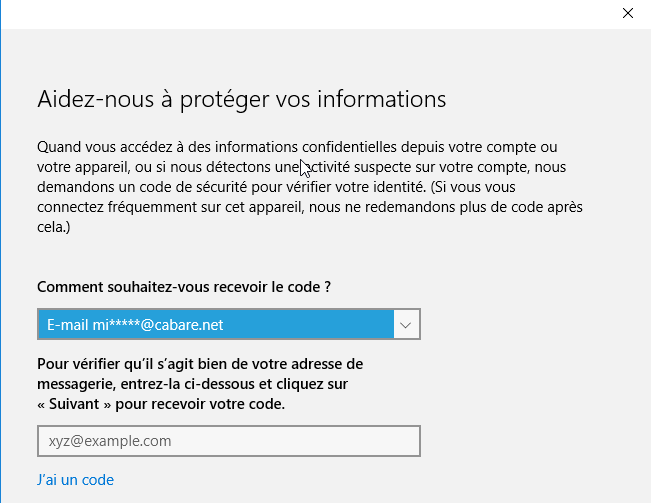 Aidez-nous à protéger vos informations
Quand vous accédez à des informations confidentielles depuis votre compte ou
votre appareil, ou si nous détectons une activité suspecte sur votre compte, nous
demandons un code de sécurité pour vérifier votre identité. (Si vous vous
connectez fréquemment sur cet appareil, nous ne redemandons plus de code après
cela.)
Comment souhaitez-vous recevoir le code ?
E-mail mi*****@cabare.net
Pour vérifier qu'il s'agit bien de votre adresse de
messagerie, entrez-la ci-dessous et cliquez sur
« Suivant » pour recevoir votre code.
xyz@example.com
J'ai un code